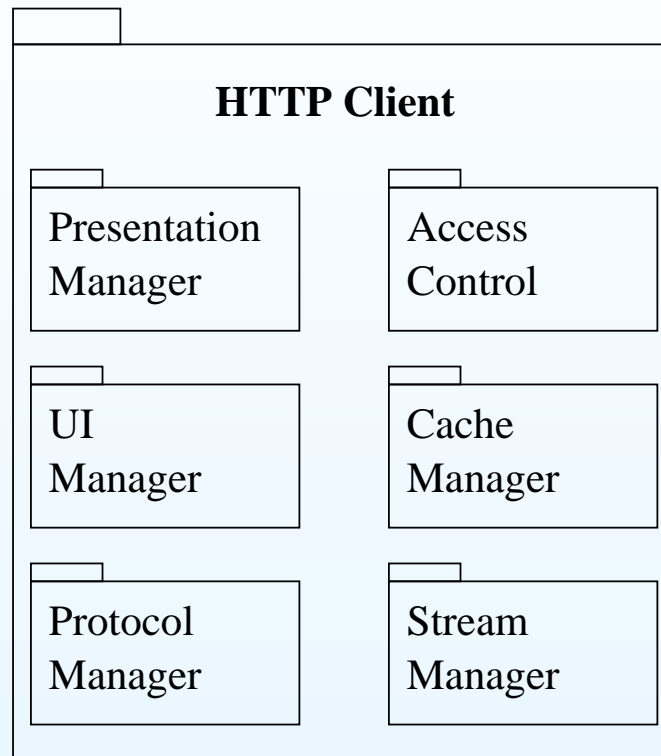 HTTP Client
Presentation
Manager
Access
Control
UI
Manager
Cache
Manager
Protocol
Manager
Stream
Manager